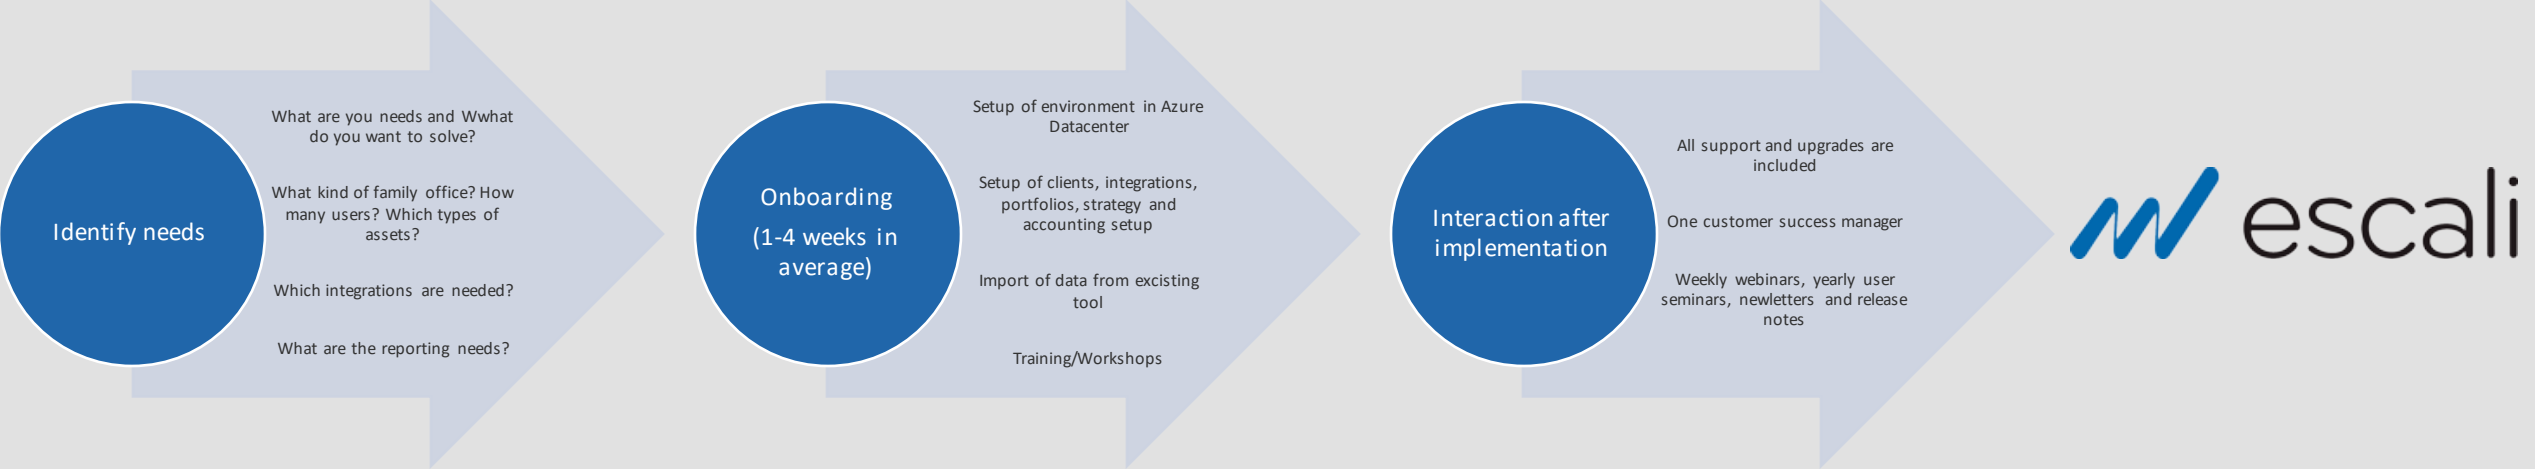 Identify needs
What are you needs and Wwhat
do you want to solve?
What kind of family office? How
many users? Which types of
assets?
Which integrations are needed?
What are the reporting needs?
Onboarding
(1-4 weeks in
average)
Setup of environment in Azure
Datacenter
Setup of clients, integrations,
portfolios, strategy and
accounting setup
Import of data from excisting
tool
Training/Workshops
Interaction after
implementation
All support and upgrades are
included
One customer success manager
Weekly webinars, yearly user
seminars, newletters and release
notes
escali